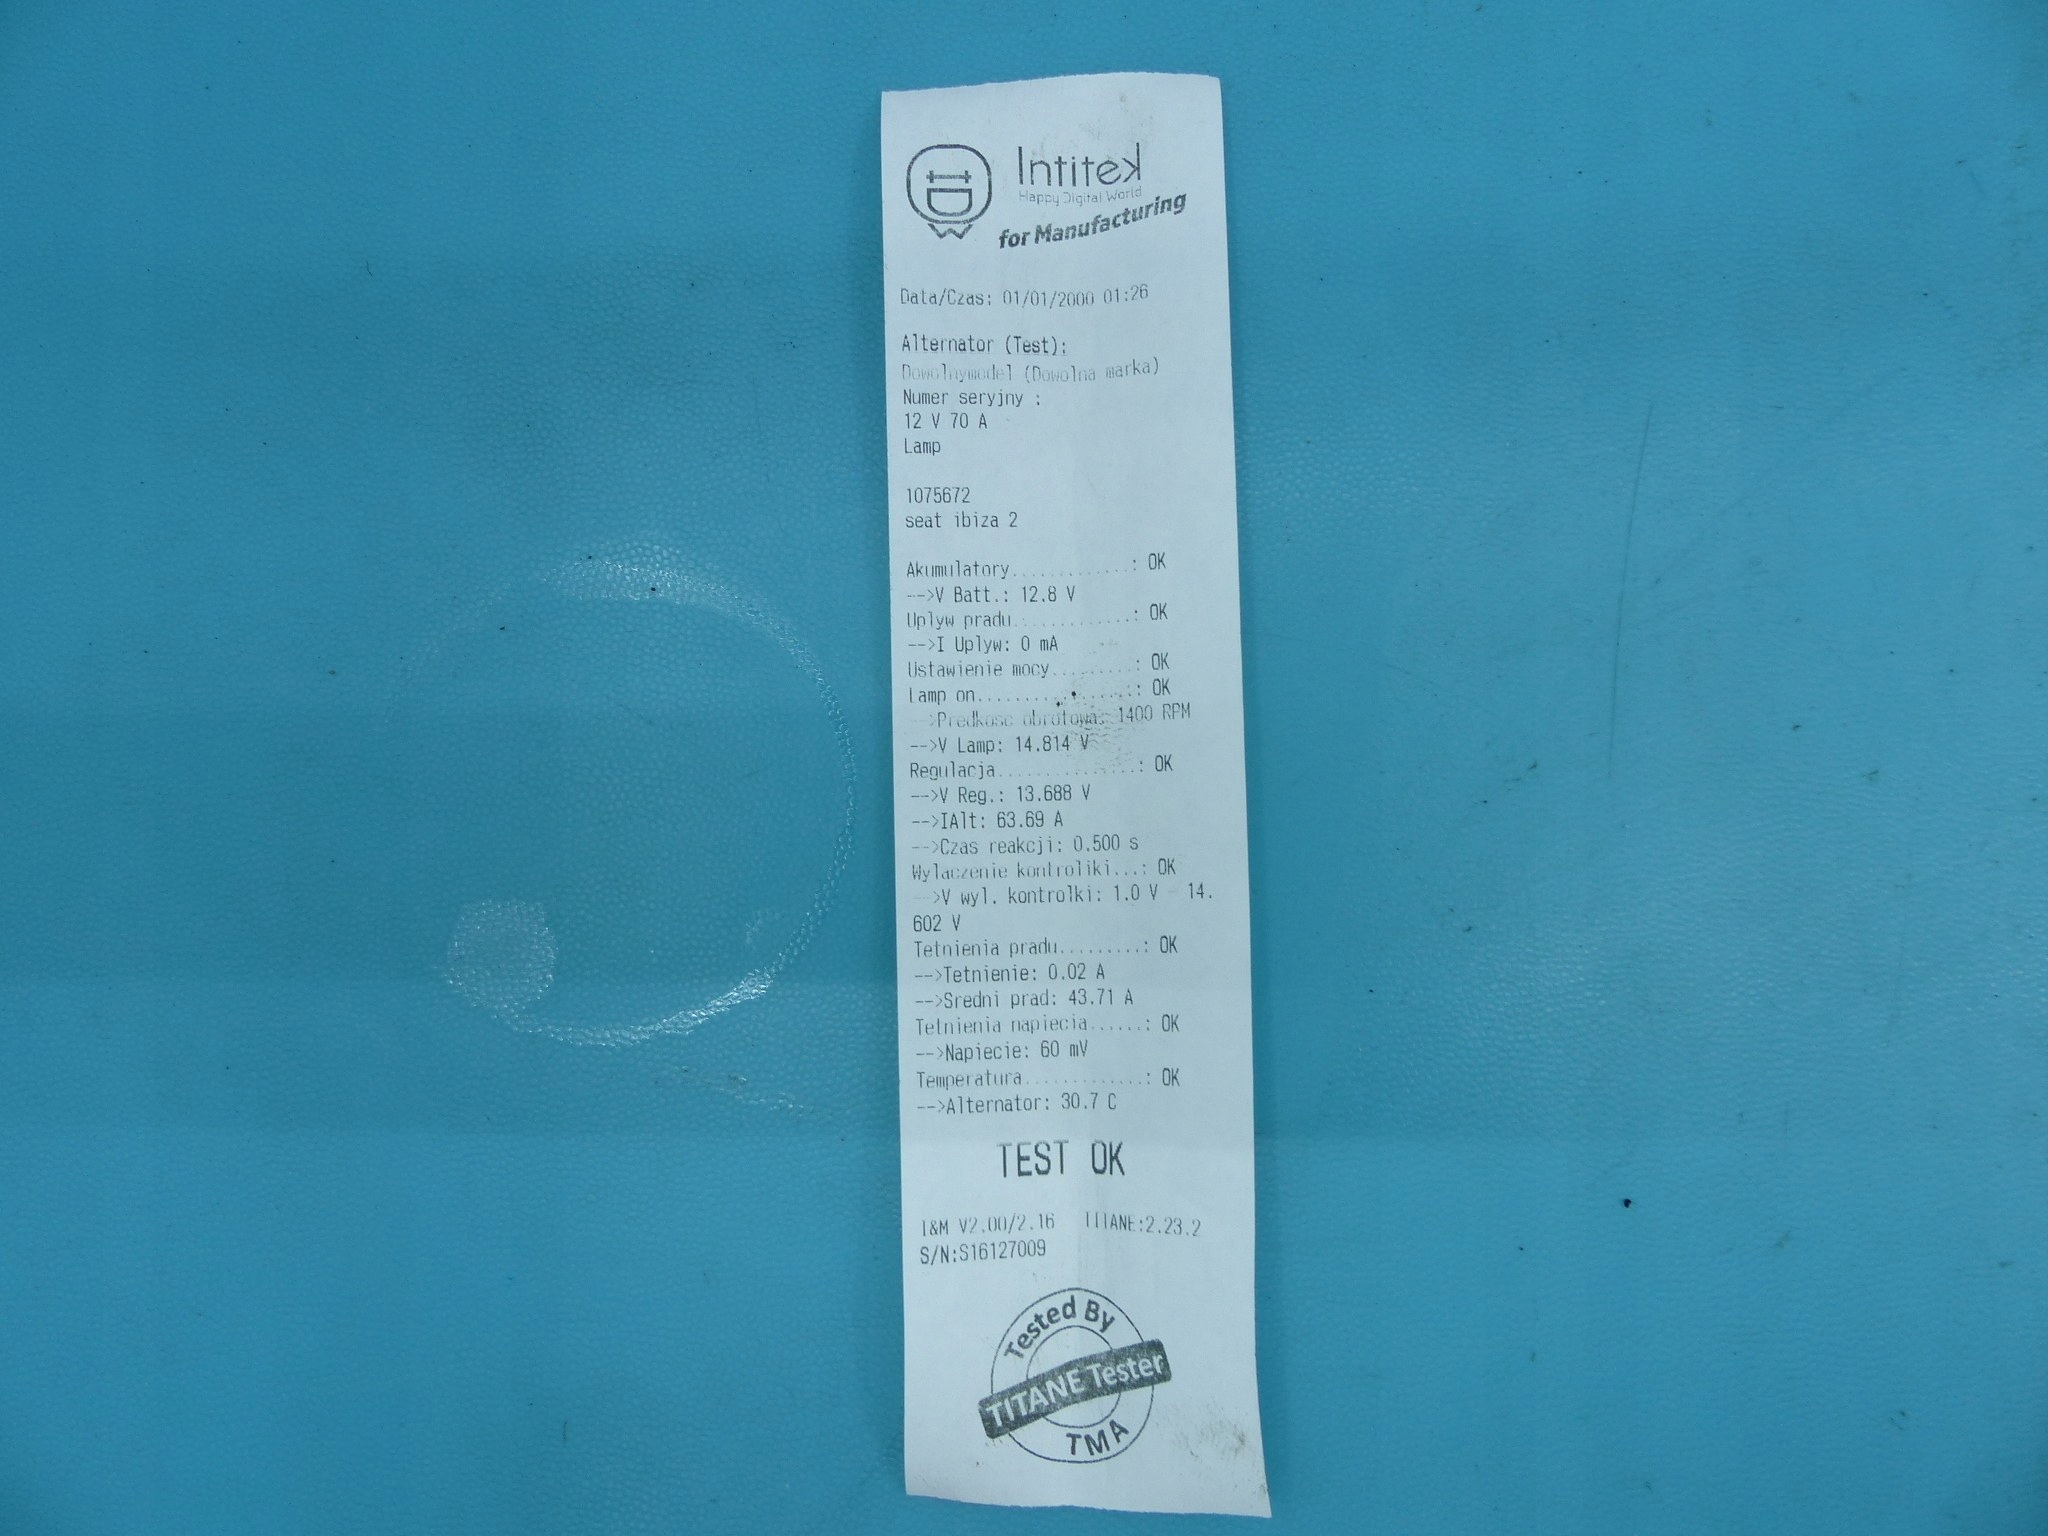 Intitek
Happy Digital World
for Manufacturing
Data/Czas: 01/01/2000 01:26
Alternator (Test):
Dowolnymodel (Dowolna marka)
Numer seryjny :
12 V 70 A
Lamp
1075672
seat ibiza 2
Akumulatory.............: OK
-->V Batt.: 12.8 V
Uplyw pradu.............: OK
-->I Uplyw: 0 mA
Ustawienie mocy.........: OK
Lamp on.................: OK
-->Predkosc obrotowa: 1400 RPM
-->V Lamp: 14.814 V
Regulacja...............: OK
-->V Reg.: 13.688 V
-->IAlt: 63.69 A
-->Czas reakcji: 0.500 s
Wylaczenie kontroliki...: OK
-->V wyl. kontrolki: 1.0 V - 14.
602 V
Tetnienia pradu.........: OK
-->Tetnienie: 0.02 A
-->Sredni prad: 43.71 A
Tetnienia napiecia......: OK
-->Napiecie: 60 mV
Temperatura.............: OK
-->Alternator: 30.7 C
TEST OK
I&M V2.00/2.16 TITANE:2.23.2
S/N:S16127009
Tested By
TITANE Tester
TMA